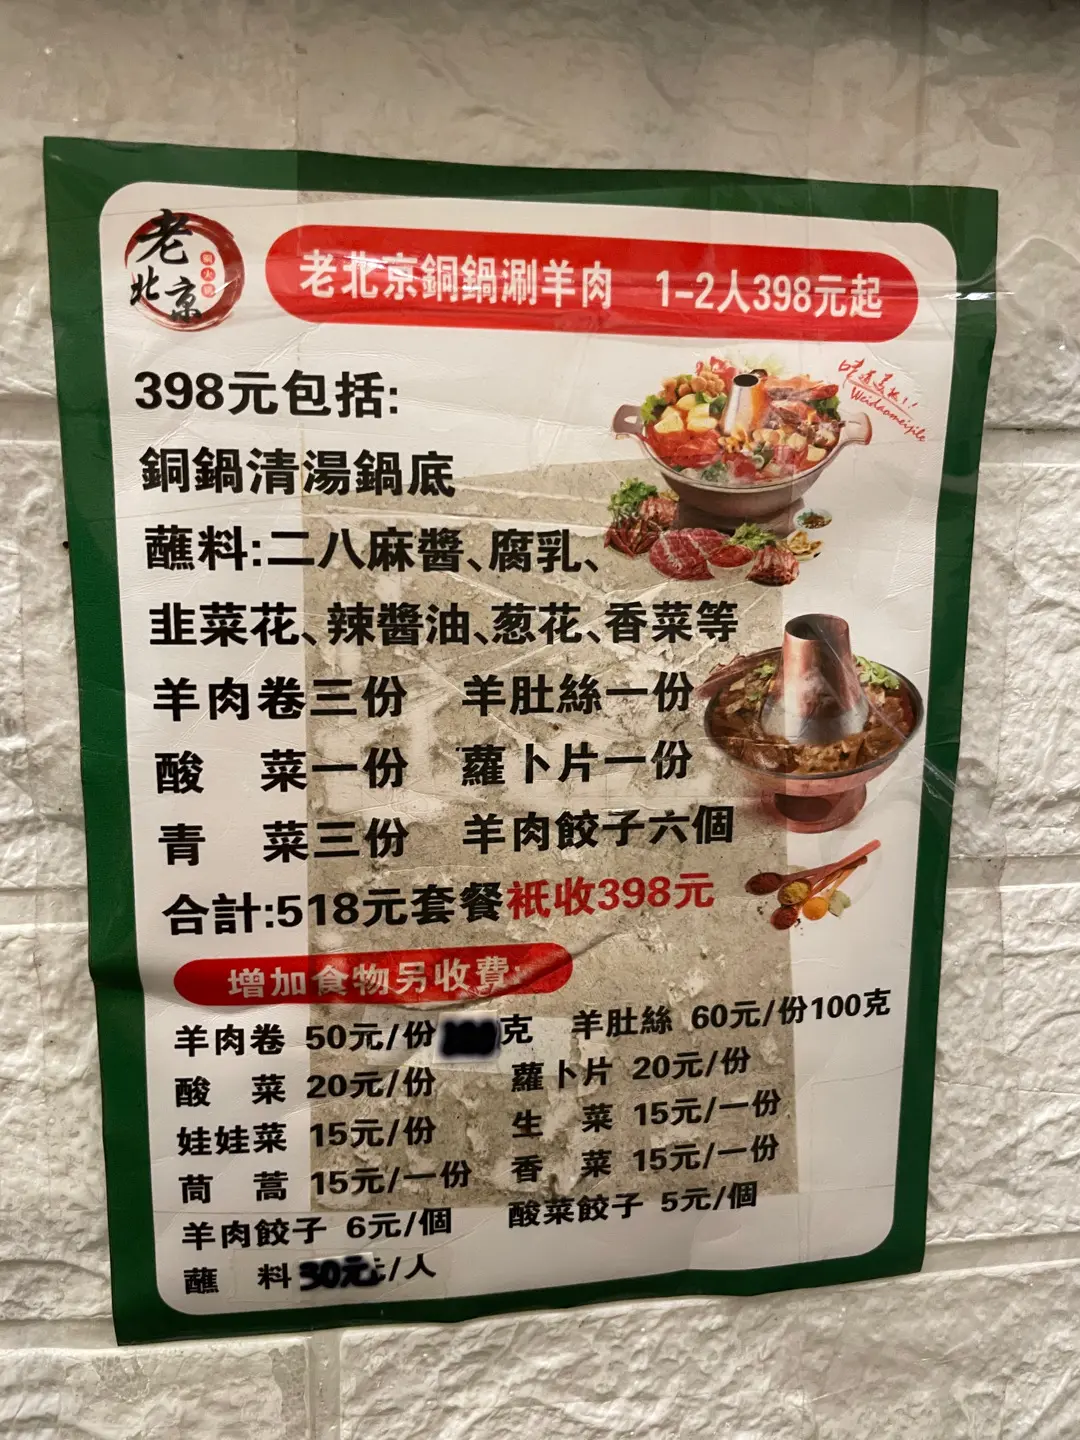 老北京
老北京銅鍋涮羊肉 1-2人398元起
味道美极!!
Weidaomeijile
398元包括:
銅鍋清湯鍋底
蘸料:二八麻醬、腐乳、
韭菜花、辣醬油、葱花、香菜等
羊肉卷三份 羊肚絲一份
酸 菜一份 蘿卜片一份
青 菜三份 羊肉餃子六個
合計:518元套餐祇收398元
增加食物另收費:
羊肉卷 50元/份 克 羊肚絲 60元/份100克
酸 菜 20元/份 蘿卜片 20元/份
娃娃菜 15元/份 生 菜 15元/一份
茼 蒿 15元/一份 香 菜 15元/一份
羊肉餃子 6元/個 酸菜餃子 5元/個
蘸 料 30元/人